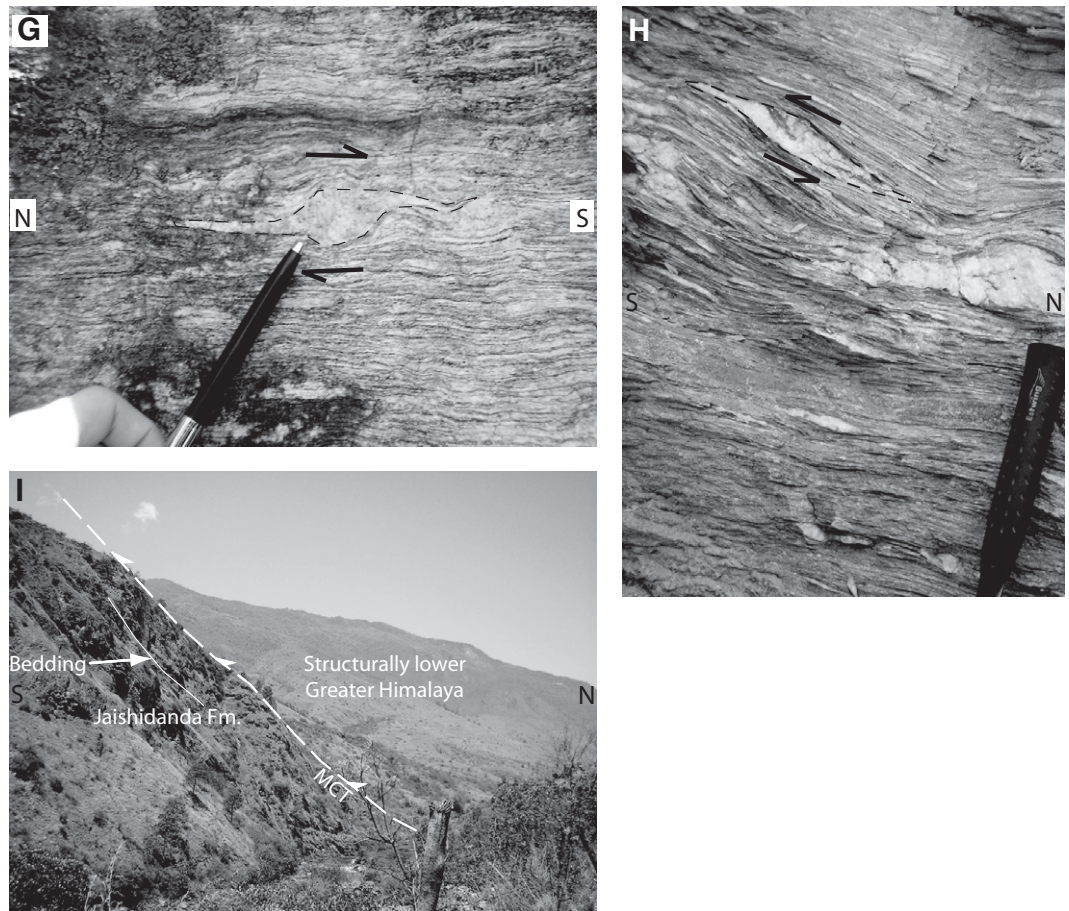 G
N
S
H
S
N
I
Bedding
S
Jaishidanda Fm.
Structurally lower
Greater Himalaya
N
MCT